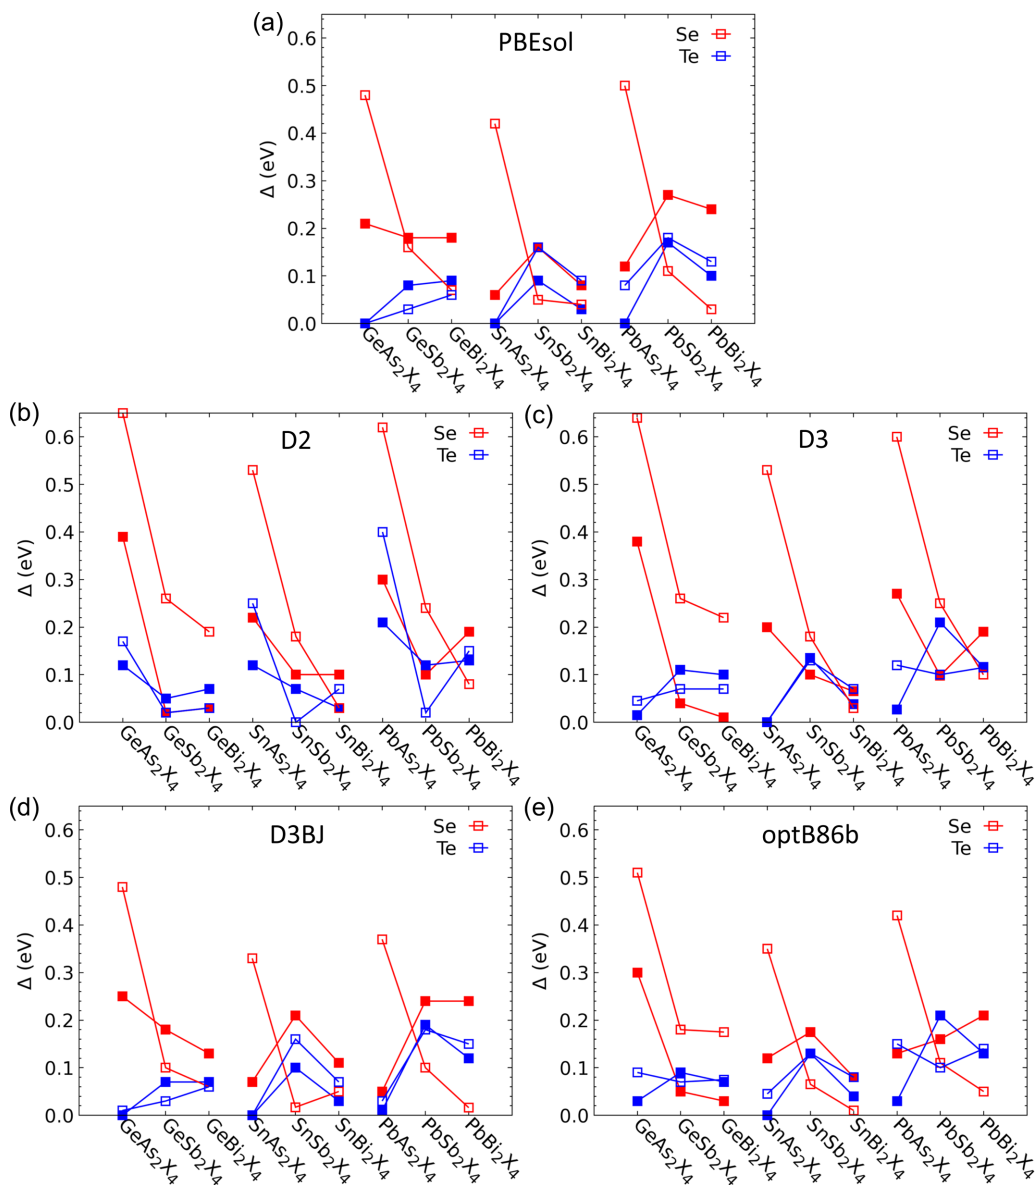 (a)
PBEsol
Se
Te
Δ (eV)
0.6
0.5
0.4
0.3
0.2
0.1
0.0
GeAs₂X₄
GeSb₂X₄
GeBi₂X₄
SnAs₂X₄
SnSb₂X₄
SnBi₂X₄
PbAs₂X₄
PbSb₂X₄
PbBi₂X₄
(b)
D2
Se
Te
Δ (eV)
0.6
0.5
0.4
0.3
0.2
0.1
0.0
GeAs₂X₄
GeSb₂X₄
GeBi₂X₄
SnAs₂X₄
SnSb₂X₄
SnBi₂X₄
PbAs₂X₄
PbSb₂X₄
PbBi₂X₄
(c)
D3
Se
Te
Δ (eV)
0.6
0.5
0.4
0.3
0.2
0.1
0.0
GeAs₂X₄
GeSb₂X₄
GeBi₂X₄
SnAs₂X₄
SnSb₂X₄
SnBi₂X₄
PbAs₂X₄
PbSb₂X₄
PbBi₂X₄
(d)
D3BJ
Se
Te
Δ (eV)
0.6
0.5
0.4
0.3
0.2
0.1
0.0
GeAs₂X₄
GeSb₂X₄
GeBi₂X₄
SnAs₂X₄
SnSb₂X₄
SnBi₂X₄
PbAs₂X₄
PbSb₂X₄
PbBi₂X₄
(e)
optB86b
Se
Te
Δ (eV)
0.6
0.5
0.4
0.3
0.2
0.1
0.0
GeAs₂X₄
GeSb₂X₄
GeBi₂X₄
SnAs₂X₄
SnSb₂X₄
SnBi₂X₄
PbAs₂X₄
PbSb₂X₄
PbBi₂X₄